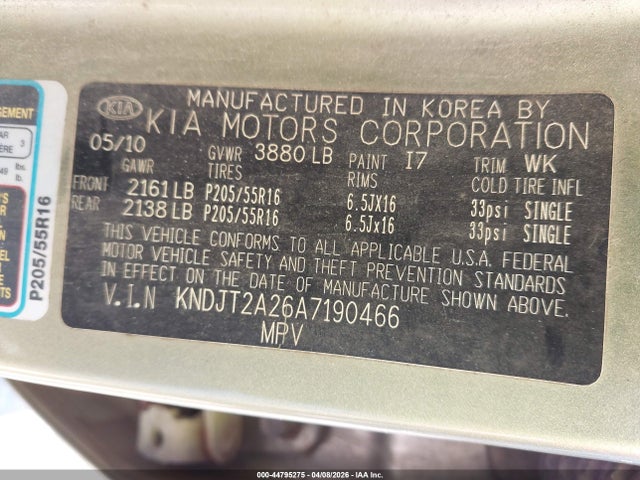 KIA
MANUFACTURED IN KOREA BY
KIA MOTORS CORPORATION
05/10 GVWR 3880 LB PAINT I7 TRIM WK
GAWR TIRES RIMS COLD TIRE INFL
FRONT 2161 LB P205/55R16 6.5JX16 33psi SINGLE
REAR 2138 LB P205/55R16 6.5Jx16 33psi SINGLE
THIS VEHICLE CONFORMS TO ALL APPLICABLE U.S.A. FEDERAL
MOTOR VEHICLE SAFETY AND THEFT PREVENTION STANDARDS
IN EFFECT ON THE DATE OF MANUFACTURE SHOWN ABOVE.
V.I.N KNDJT2A26A7190466
MPV
P205/55R16
000-44795275 - 04/08/2026 - IAA Inc.